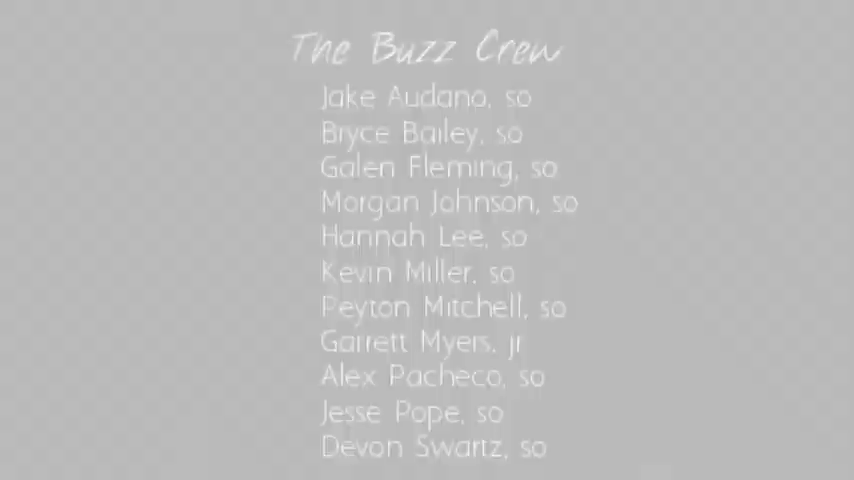 The Buzz Crew
Jake Audano, so
Bryce Bailey, so
Galen Fleming, so
Morgan Johnson, so
Hannah Lee, so
Kevin Miller, so
Peyton Mitchell, so
Garrett Myers, jr
Alex Pacheco, so
Jesse Pope, so
Devon Swartz, so